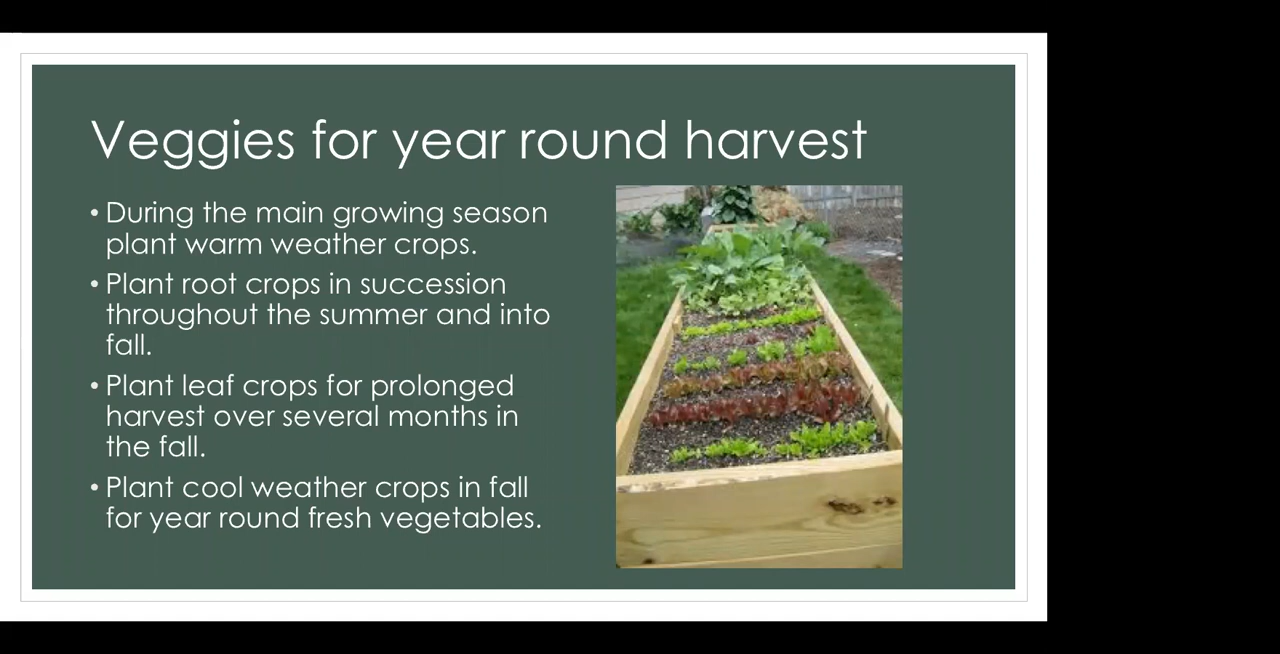 Veggies for year round harvest
• During the main growing season
plant warm weather crops.
• Plant root crops in succession
throughout the summer and into
fall.
• Plant leaf crops for prolonged
harvest over several months in
the fall.
• Plant cool weather crops in fall
for year round fresh vegetables.